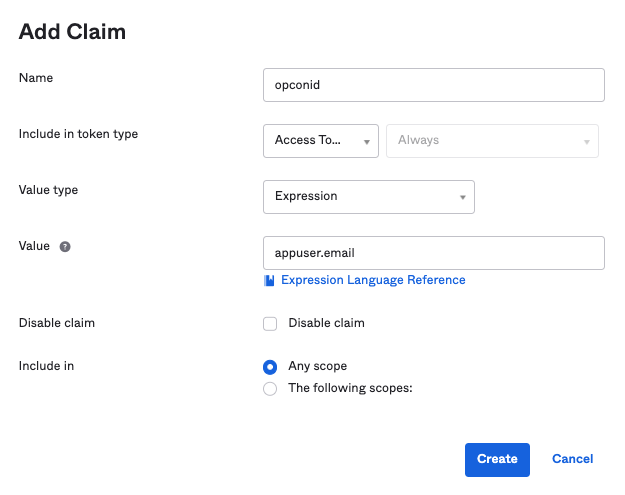 Add Claim
Name
opconid
Include in token type
Access To...
Always
Value type
Expression
Value ?
appuser.email
Expression Language Reference
Disable claim
Disable claim
Include in
Any scope
The following scopes:
Create
Cancel